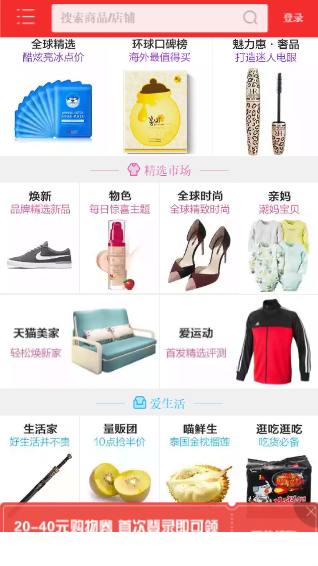 搜索商品/店铺
登录
全球精选
酷炫亮冰点价
环球口碑榜
海外最值得买
魅力惠·奢品
打造迷人电眼
精选市场
焕新
品牌精选新品
物色
每日惊喜主题
全球时尚
全球精致时尚
亲妈
潮妈宝贝
天猫美家
轻松焕新家
爱运动
首发精选评测
爱生活
生活家
好生活并不贵
量贩团
10点抢半价
喵鲜生
泰国金枕榴莲
逛吃逛吃
吃货必备
20-40元购物券 首次登录即可领